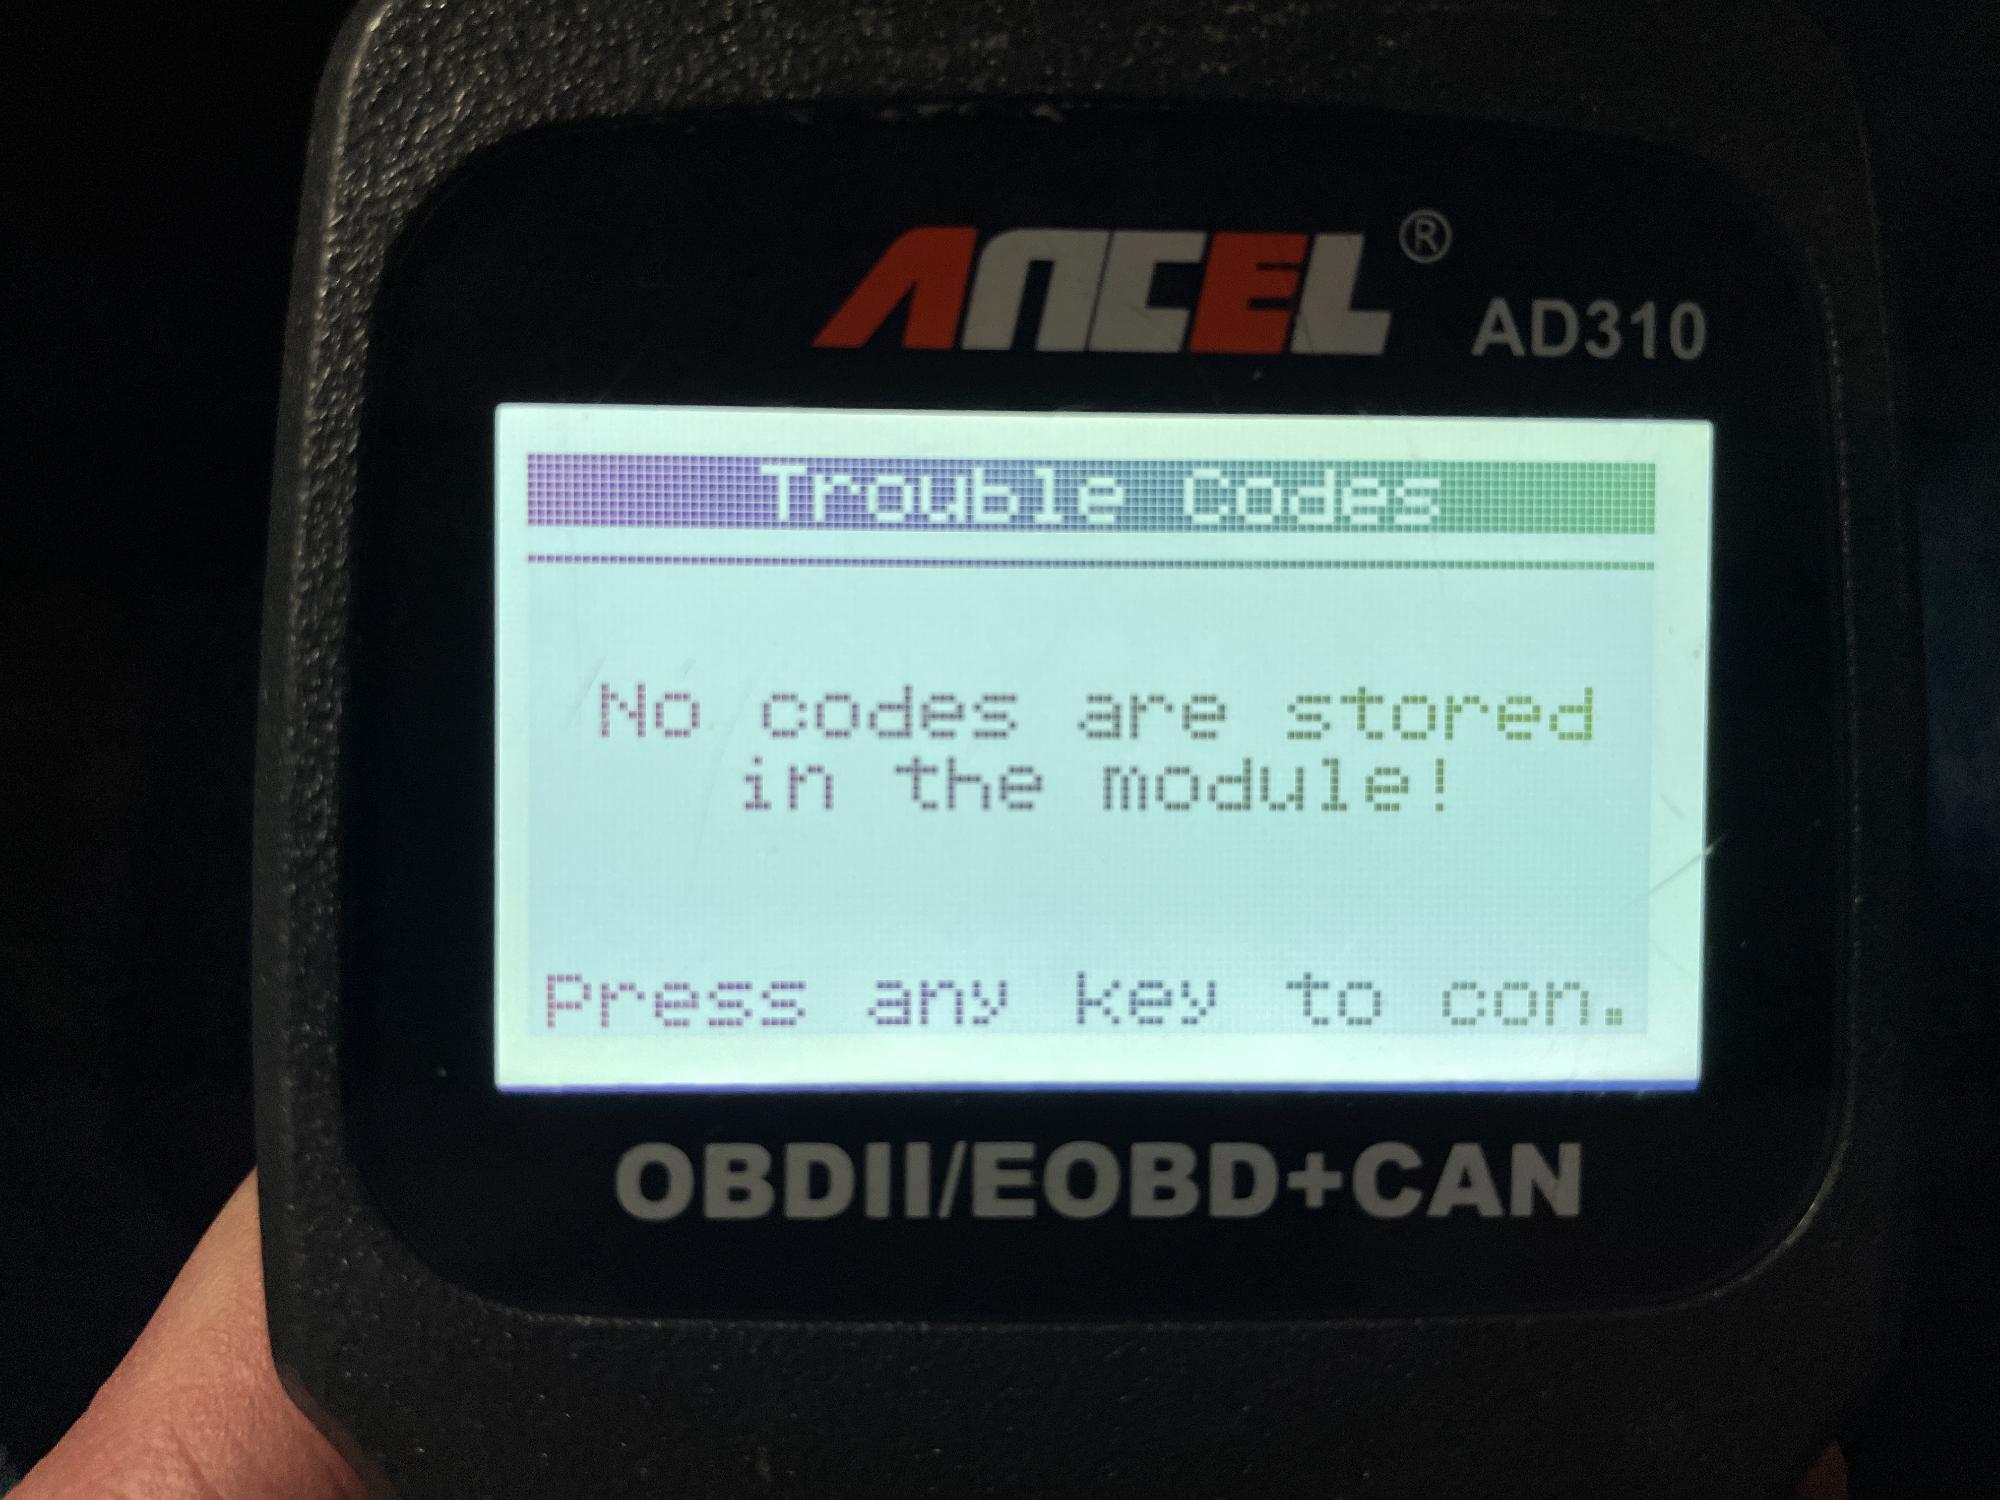 ANCEL®
AD310
Trouble Codes
No codes are stored
in the module!
Press any key to con.
OBDII/EOBD+CAN